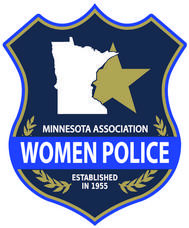 MINNESOTA ASSOCIATION
WOMEN POLICE
ESTABLISHED
IN 1955